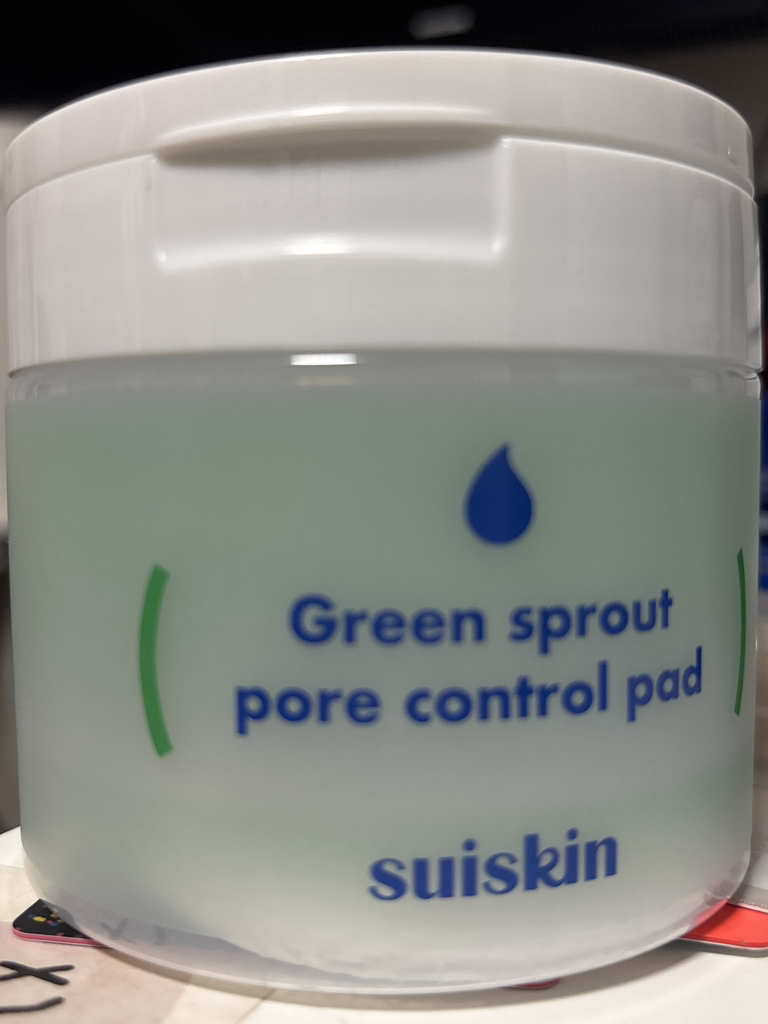 Green sprout
pore control pad
suiskin